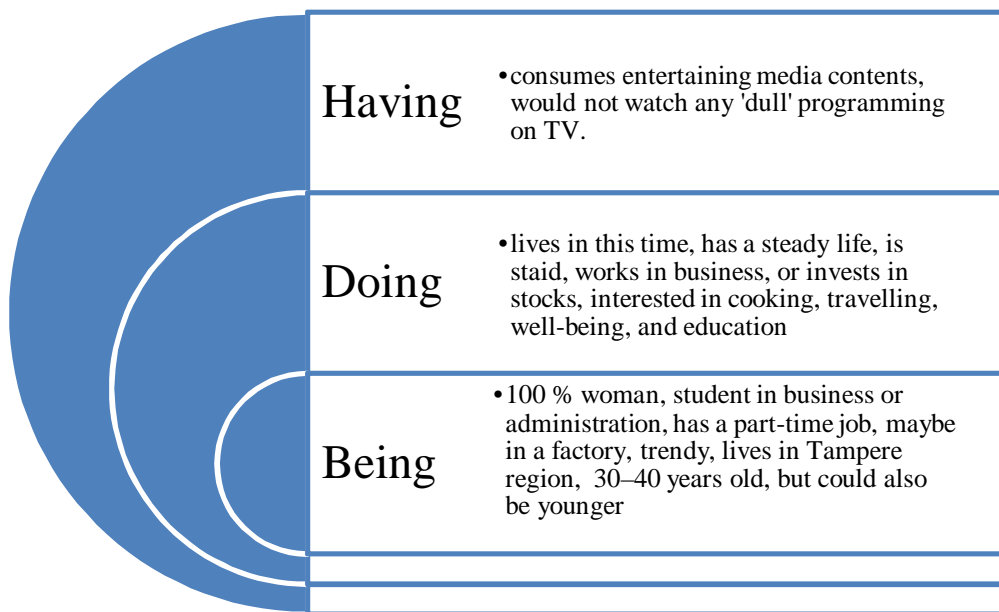 Having
•consumes entertaining media contents,
would not watch any 'dull' programming
on TV.
Doing
•lives in this time, has a steady life, is
staid, works in business, or invests in
stocks, interested in cooking, travelling,
well-being, and education
Being
•100 % woman, student in business or
administration, has a part-time job, maybe
in a factory, trendy, lives in Tampere
region,  30–40 years old, but could also
be younger